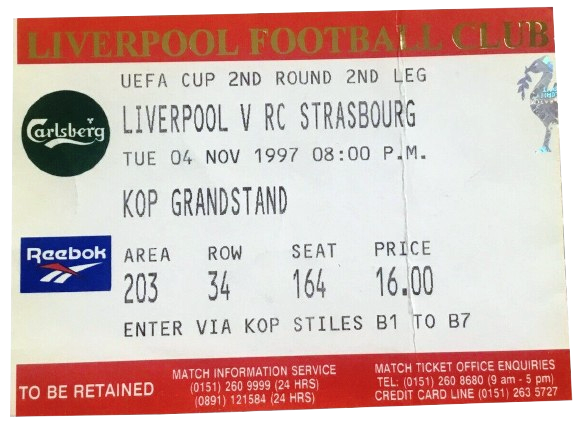 LIVERPOOL FOOTBALL CLUB
UEFA CUP 2ND ROUND 2ND LEG
Carlsberg
LIVERPOOL V RC STRASBOURG
TUE 04 NOV 1997 08:00 P.M.
KOP GRANDSTAND
Reebok
AREA ROW SEAT PRICE
203 34 164 16.00
ENTER VIA KOP STILES B1 TO B7
TO BE RETAINED
MATCH INFORMATION SERVICE
(0151) 260 9999 (24 HRS)
(0891) 121584 (24 HRS)
MATCH TICKET OFFICE ENQUIRIES
TEL: (0151) 260 8680 (9 am - 5 pm)
CREDIT CARD LINE (0151) 263 5727